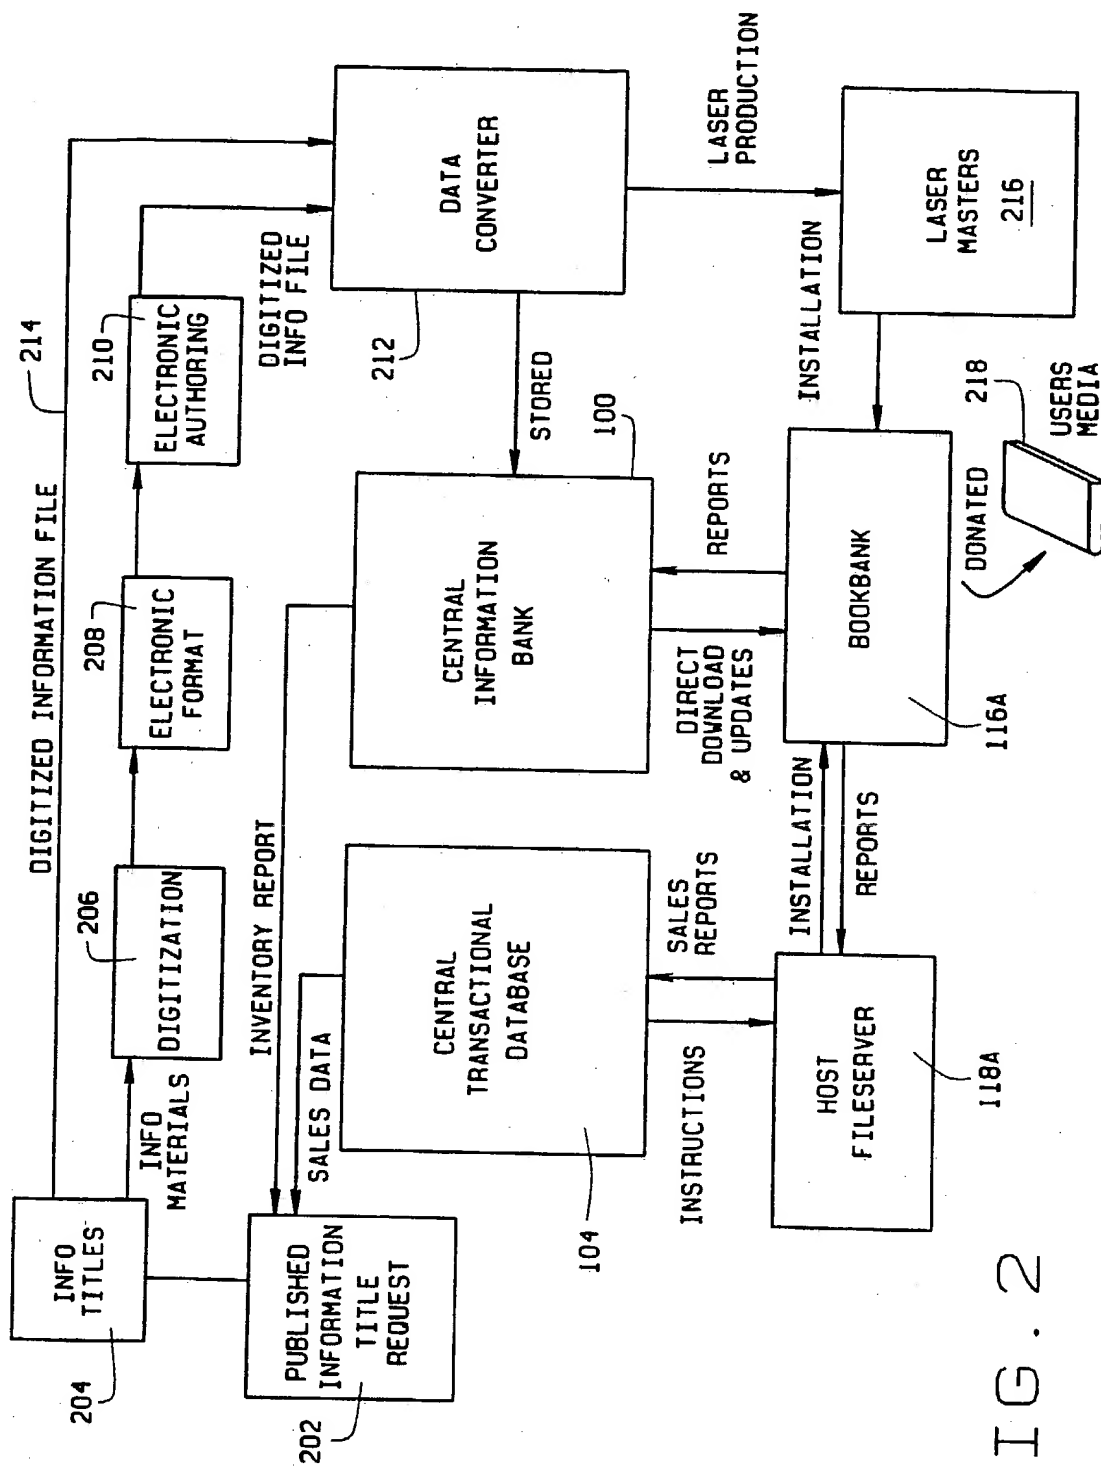 204
INFO
TITLES
DIGITIZED INFORMATION FILE
214
INFO
MATERIALS
206
DIGITIZATION
208
ELECTRONIC
FORMAT
210
ELECTRONIC
AUTHORING
DIGITIZED
INFO FILE
202
PUBLISHED
INFORMATION
TITLE
REQUEST
INVENTORY REPORT
SALES DATA
CENTRAL
TRANSACTIONAL
DATABASE
104
CENTRAL
INFORMATION
BANK
100
STORED
212
DATA
CONVERTER
LASER
PRODUCTION
INSTRUCTIONS
SALES
REPORTS
DIRECT
DOWNLOAD
& UPDATES
REPORTS
HOST
FILESERVER
118A
INSTALLATION
REPORTS
BOOKBANK
116A
INSTALLATION
LASER
MASTERS
216
DONATED
218
USERS
MEDIA
IG. 2